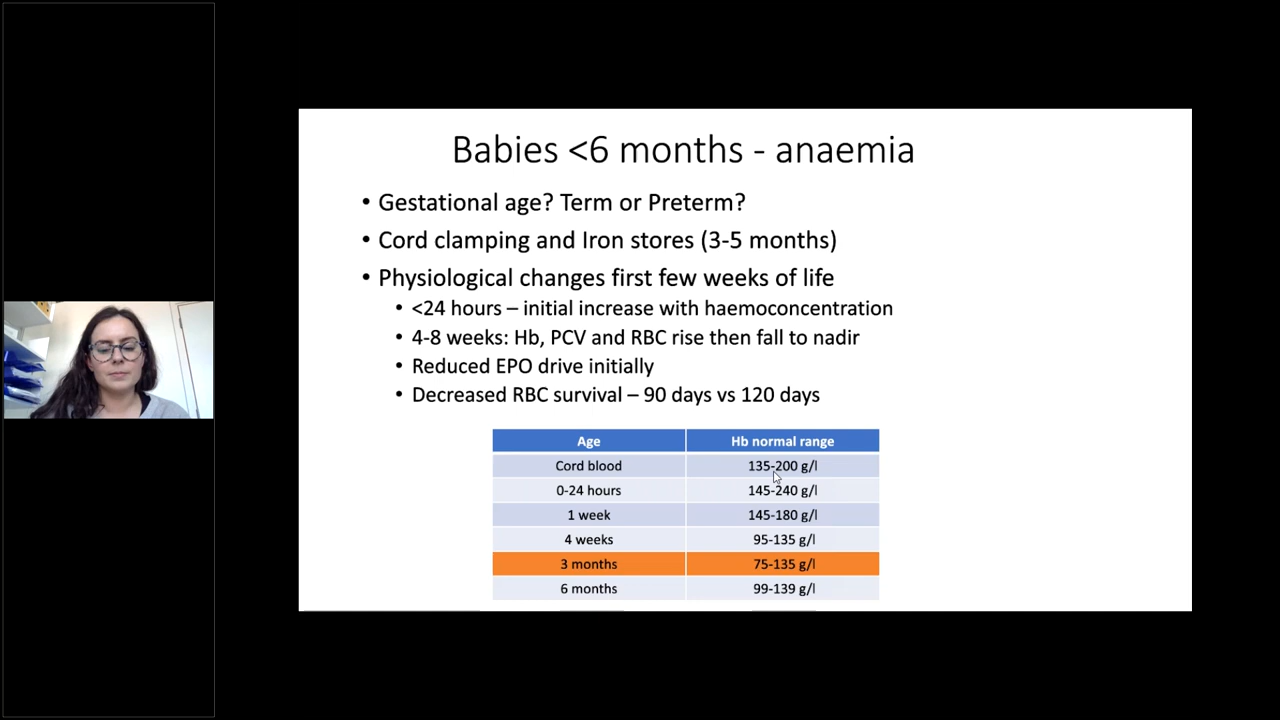 Babies <6 months - anaemia
• Gestational age? Term or Preterm?
• Cord clamping and Iron stores (3-5 months)
• Physiological changes first few weeks of life
• <24 hours – initial increase with haemoconcentration
• 4-8 weeks: Hb, PCV and RBC rise then fall to nadir
• Reduced EPO drive initially
• Decreased RBC survival – 90 days vs 120 days
Age Hb normal range
Cord blood 135-200 g/l
0-24 hours 145-240 g/l
1 week 145-180 g/l
4 weeks 95-135 g/l
3 months 75-135 g/l
6 months 99-139 g/l